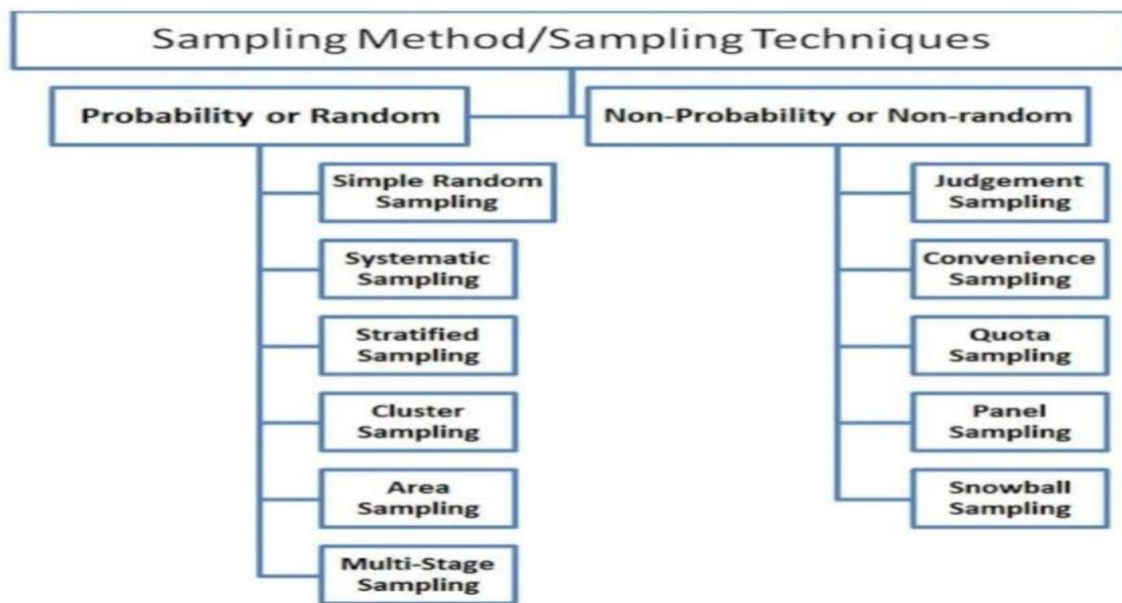 Sampling Method/Sampling Techniques
Probability or Random
Non-Probability or Non-random
Simple Random
Sampling
Systematic
Sampling
Stratified
Sampling
Cluster
Sampling
Area
Sampling
Multi-Stage
Sampling
Judgement
Sampling
Convenience
Sampling
Quota
Sampling
Panel
Sampling
Snowball
Sampling